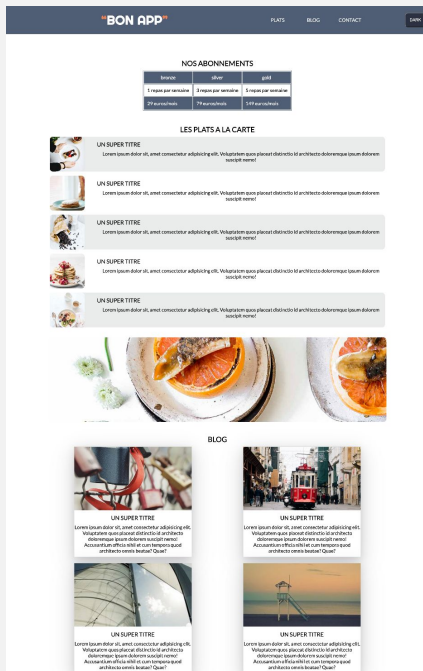 "BON APP"
PLATS BLOG CONTACT DARK
NOS ABONNEMENTS
bronze silver gold
1 repas par semaine 3 repas par semaine 5 repas par semaine
29 euros/mois 79 euros/mois 149 euros/mois
LES PLATS A LA CARTE
UN SUPER TITRE
Lorem ipsum dolor sit, amet consectetur adipisicing elit. Voluptatem quos placeat distinctio id architecto doloremque ipsum dolorem
suscipit nemo!
UN SUPER TITRE
Lorem ipsum dolor sit, amet consectetur adipisicing elit. Voluptatem quos placeat distinctio id architecto doloremque ipsum dolorem
suscipit nemo!
UN SUPER TITRE
Lorem ipsum dolor sit, amet consectetur adipisicing elit. Voluptatem quos placeat distinctio id architecto doloremque ipsum dolorem
suscipit nemo!
UN SUPER TITRE
Lorem ipsum dolor sit, amet consectetur adipisicing elit. Voluptatem quos placeat distinctio id architecto doloremque ipsum dolorem
suscipit nemo!
UN SUPER TITRE
Lorem ipsum dolor sit, amet consectetur adipisicing elit. Voluptatem quos placeat distinctio id architecto doloremque ipsum dolorem
suscipit nemo!
BLOG
UN SUPER TITRE
Lorem ipsum dolor sit, amet consectetur adipisicing elit.
Voluptatem quos placeat distinctio id architecto
doloremque ipsum dolorem suscipit nemo!
Accusantium officia nihil et cum tempora quod
architecto omnis beatae? Quae?
UN SUPER TITRE
Lorem ipsum dolor sit, amet consectetur adipisicing elit.
Voluptatem quos placeat distinctio id architecto
doloremque ipsum dolorem suscipit nemo!
Accusantium officia nihil et cum tempora quod
architecto omnis beatae? Quae?
UN SUPER TITRE
Lorem ipsum dolor sit, amet consectetur adipisicing elit.
Voluptatem quos placeat distinctio id architecto
doloremque ipsum dolorem suscipit nemo!
Accusantium officia nihil et cum tempora quod
architecto omnis beatae? Quae?
UN SUPER TITRE
Lorem ipsum dolor sit, amet consectetur adipisicing elit.
Voluptatem quos placeat distinctio id architecto
doloremque ipsum dolorem suscipit nemo!
Accusantium officia nihil et cum tempora quod
architecto omnis beatae? Quae?